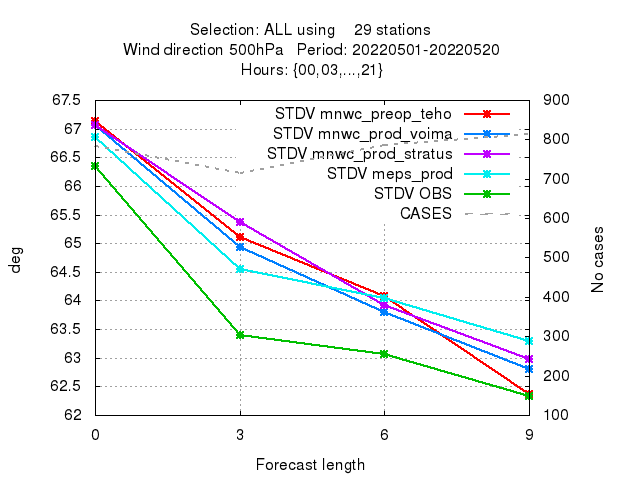 Selection: ALL using    29 stations
Wind direction 500hPa   Period: 20220501-20220520
Hours: {00,03,...,21}
67.5
67
66.5
66
65.5
65
64.5
64
63.5
63
62.5
62
deg
STDV mnwc_preop_teho
STDV mnwc_prod_voima
STDV mnwc_prod_stratus
STDV meps_prod
STDV OBS
CASES
900
800
700
600
500
400
300
200
100
No cases
0 3 6 9
Forecast length